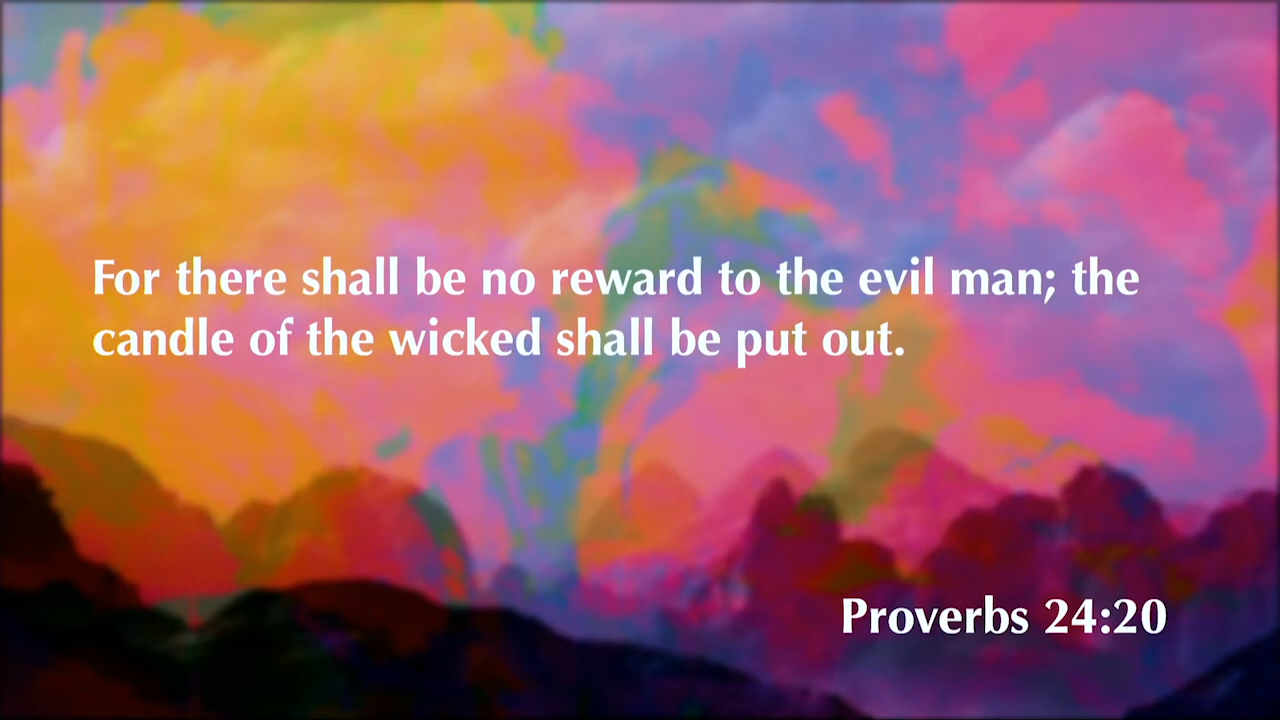 For there shall be no reward to the evil man; the
candle of the wicked shall be put out.
Proverbs 24:20